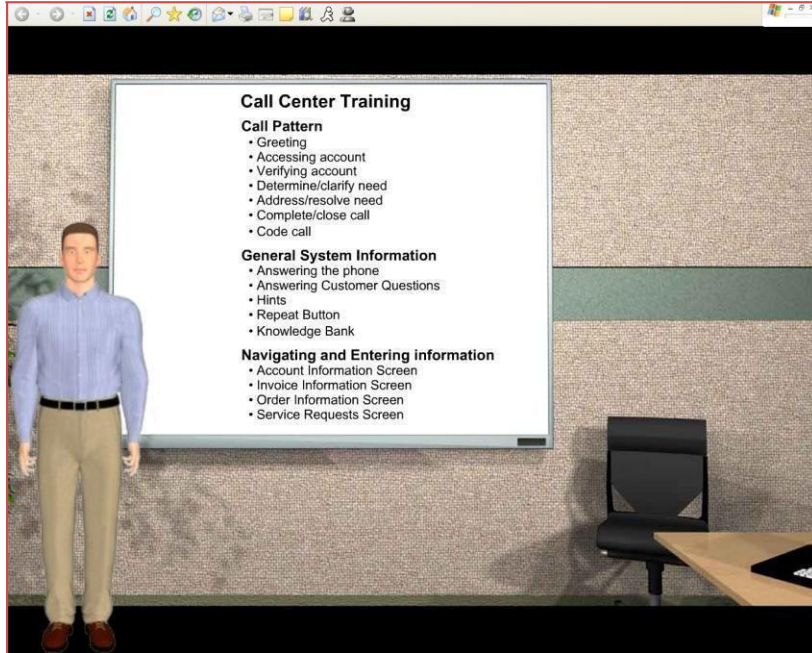 Call Center Training
Call Pattern
• Greeting
• Accessing account
• Verifying account
• Determine/clarify need
• Address/resolve need
• Complete/close call
• Code call
General System Information
• Answering the phone
• Answering Customer Questions
• Hints
• Repeat Button
• Knowledge Bank
Navigating and Entering information
• Account Information Screen
• Invoice Information Screen
• Order Information Screen
• Service Requests Screen